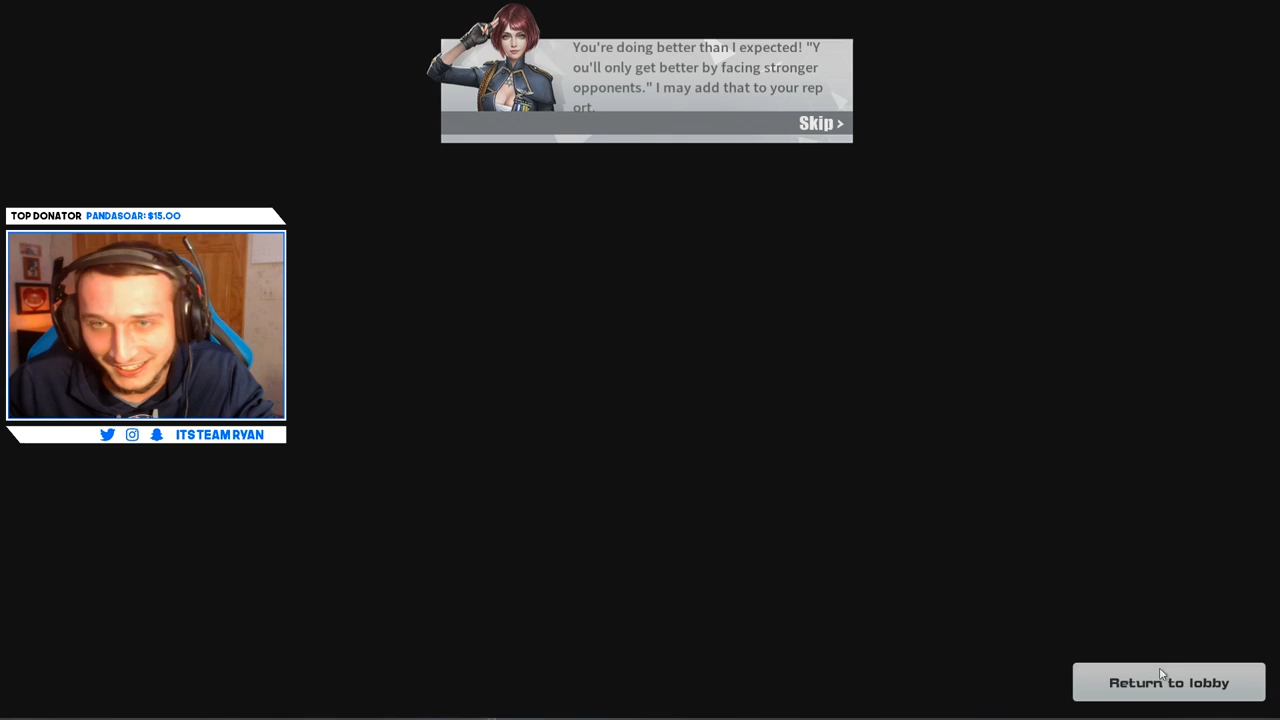 You're doing better than I expected! "Y
ou'll only get better by facing stronger
opponents." I may add that to your rep
ort.
Skip >
TOP DONATOR PANDASOAR: $15.00
ITSTEAMRYAN
Return to lobby